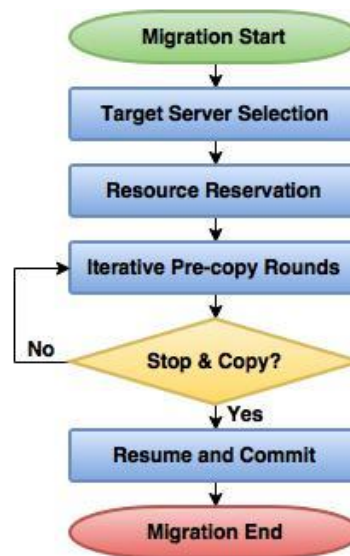 Migration Start
Target Server Selection
Resource Reservation
Iterative Pre-copy Rounds
No
Stop & Copy?
Yes
Resume and Commit
Migration End